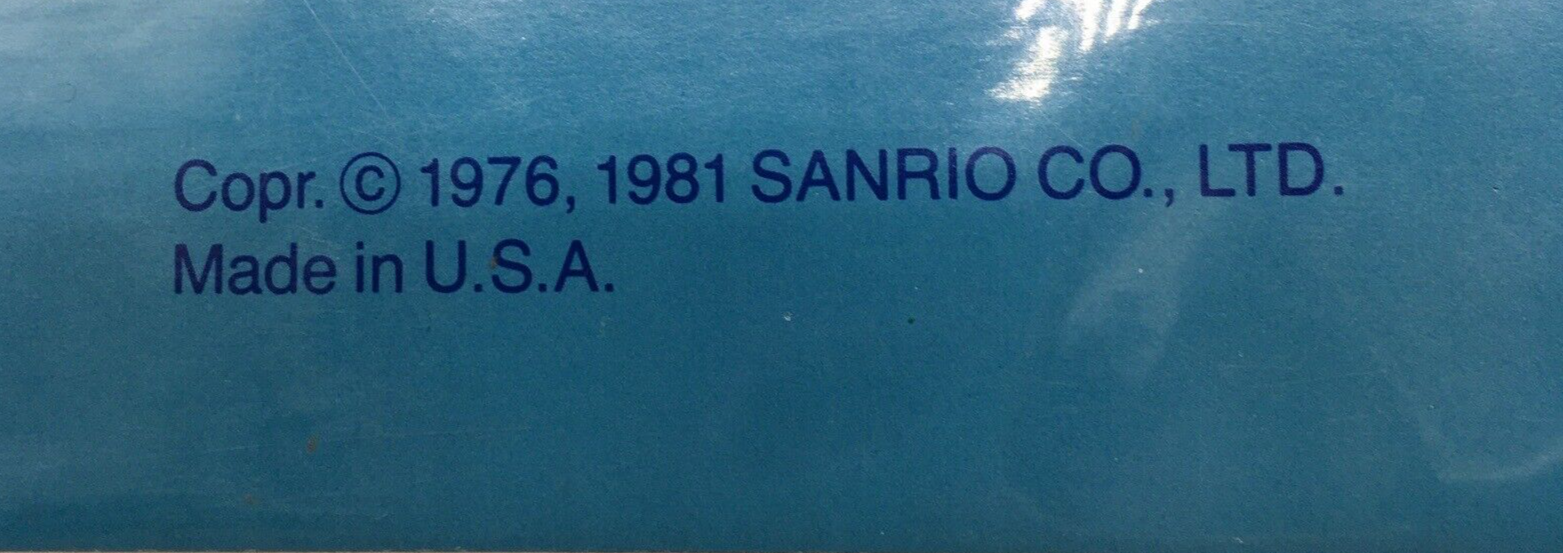 Copr. © 1976, 1981 SANRIO CO., LTD.
Made in U.S.A.